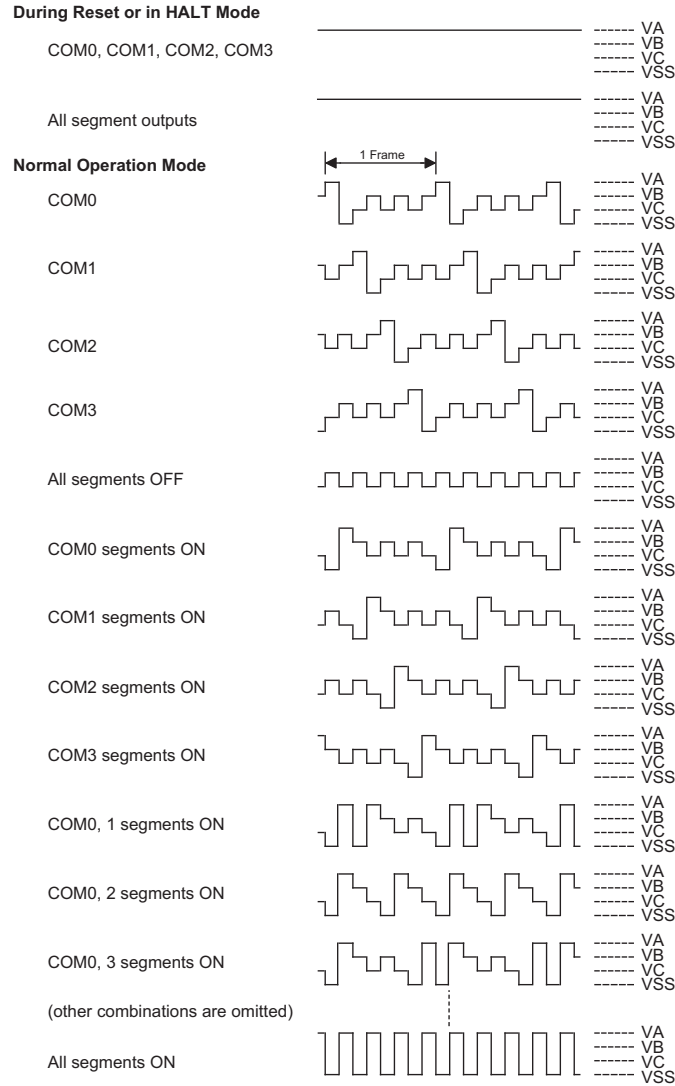 During Reset or in HALT Mode
COM0, COM1, COM2, COM3
VA
VB
VC
VSS
All segment outputs
VA
VB
VC
VSS
Normal Operation Mode
1 Frame
COM0
VA
VB
VC
VSS
COM1
VA
VB
VC
VSS
COM2
VA
VB
VC
VSS
COM3
VA
VB
VC
VSS
All segments OFF
VA
VB
VC
VSS
COM0 segments ON
VA
VB
VC
VSS
COM1 segments ON
VA
VB
VC
VSS
COM2 segments ON
VA
VB
VC
VSS
COM3 segments ON
VA
VB
VC
VSS
COM0, 1 segments ON
VA
VB
VC
VSS
COM0, 2 segments ON
VA
VB
VC
VSS
COM0, 3 segments ON
VA
VB
VC
VSS
(other combinations are omitted)
All segments ON
VA
VB
VC
VSS